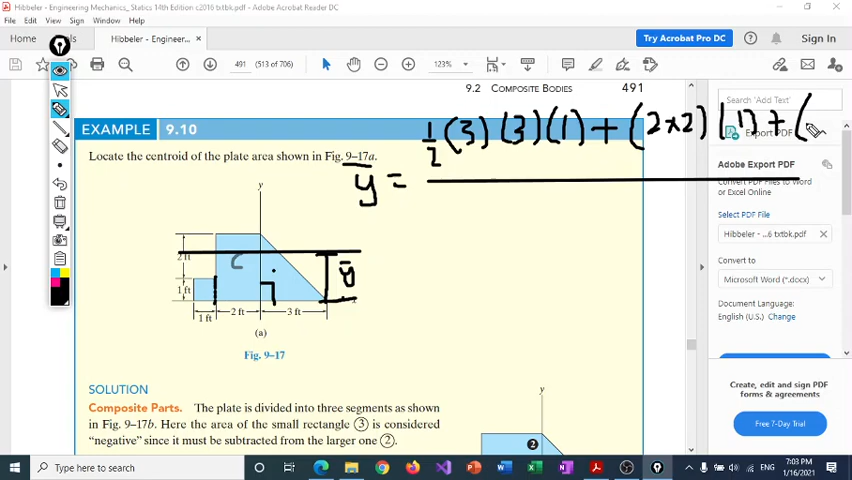 Hibbeler - Engineering Mechanics_ Statics 14th Edition c2016 txtbk.pdf - Adobe Acrobat Reader DC
File Edit View Sign Window Help
Home
Hibbeler - Engineer... ×
Try Acrobat Pro DC
Sign In
491 (513 of 706)
123%
9.2 COMPOSITE BODIES 491
Search 'Add Text'
EXAMPLE 9.10
½ (3) (3) (1) + (2×2) (1) + (
Export PDF
Locate the centroid of the plate area shown in Fig. 9–17a.
Adobe Export PDF
Convert PDF Files to Word or Excel Online
ȳ =
Select PDF File
Hibbeler - ...6 txtbk.pdf ×
y
2 ft
C
ȳ
1 ft
1 ft 2 ft 3 ft
(a)
Fig. 9–17
Convert to
Microsoft Word (*.docx)
Document Language:
English (U.S.) Change
SOLUTION
Composite Parts. The plate is divided into three segments as shown
in Fig. 9–17b. Here the area of the small rectangle ③ is considered
“negative” since it must be subtracted from the larger one ②.
y
2
Create, edit and sign PDF forms & agreements
Free 7-Day Trial
Type here to search
ENG
7:03 PM
1/16/2021